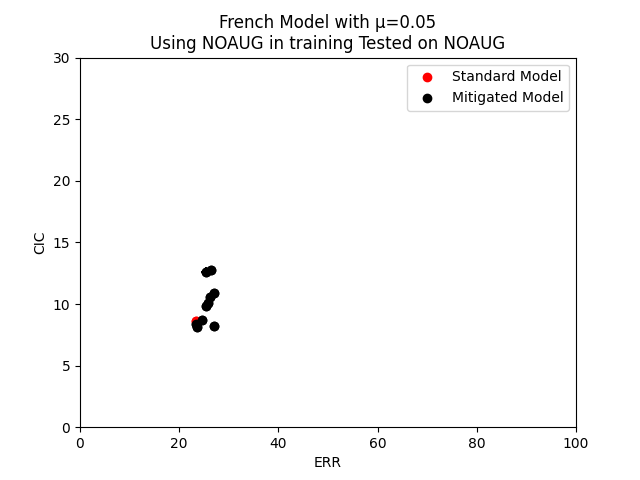 French Model with μ=0.05
Using NOAUG in training Tested on NOAUG
Standard Model
Mitigated Model
CIC
30
25
20
15
10
5
0
0 20 40 60 80 100
ERR